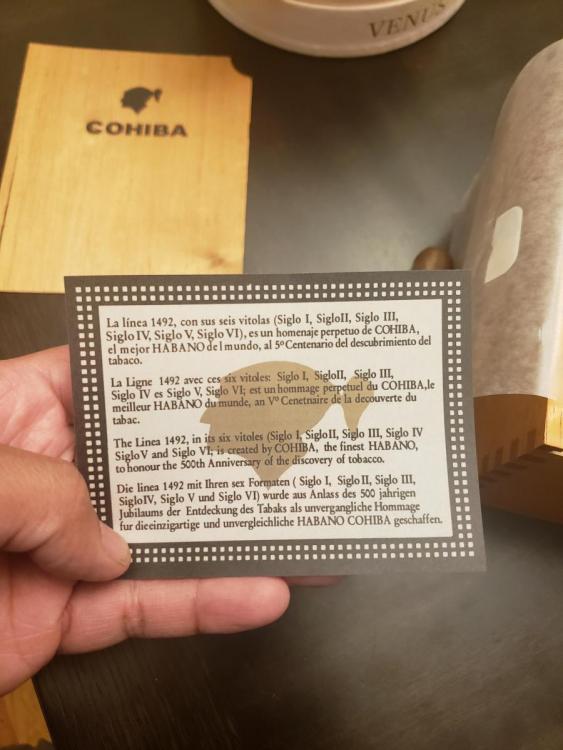 VENUS
COHIBA
La línea 1492, con sus seis vitolas (Siglo I, SigloII, Siglo III,
Siglo IV, Siglo V, Siglo VI), es un homenaje perpetuo de COHIBA,
el mejor HABANO del mundo, al 5º Centenario del descubrimiento del
tabaco.
La Ligne 1492 avec ces six vitoles: Siglo I, SigloII, Siglo III,
Siglo IV es Siglo V, Siglo VI; est un hommage perpetuel du COHIBA,le
meilleur HABANO du munde, an Vº Cenetnaire de la decouverte du
tabac.
The Linea 1492, in its six vitoles (Siglo I, SigloII, Siglo III, Siglo IV
SigloV and Siglo VI; is created by COHIBA, the finest HABANO,
to honour the 500th Anniversary of the discovery of tobacco.
Die linea 1492 mit Ihren sex Formaten ( Siglo I, Siglo II, Siglo III,
SigloIV, Siglo V und Siglo VI) wurde aus Anlass des 500 jahrigen
Jubilaums der Entdeckung des Tabaks als unvergangliche Hommage
fur dieeinzigartige und unvergleichliche HABANO COHIBA geschaffen.